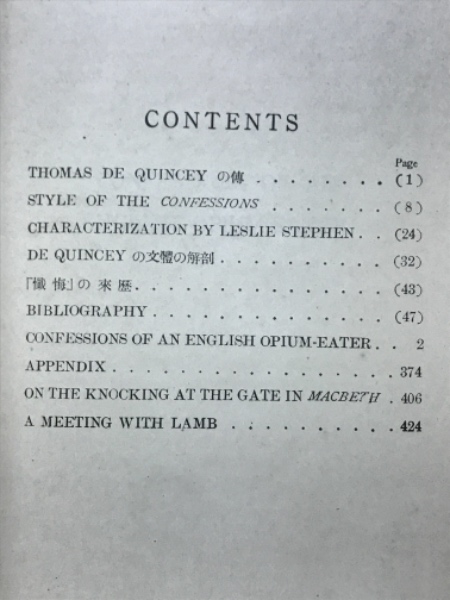 CONTENTS
Page
THOMAS DE QUINCEY の傳 . . . . . . . . (1)
STYLE OF THE CONFESSIONS . . . . . . . (8)
CHARACTERIZATION BY LESLIE STEPHEN . . (24)
DE QUINCEY の文體の解剖 . . . . . . . . . . (32)
「懺悔」の來歷 . . . . . . . . . . . . . . . (43)
BIBLIOGRAPHY . . . . . . . . . . . . . . (47)
CONFESSIONS OF AN ENGLISH OPIUM-EATER . . 2
APPENDIX . . . . . . . . . . . . . . . . 374
ON THE KNOCKING AT THE GATE IN MACBETH . 406
A MEETING WITH LAMB . . . . . . . . . . 424